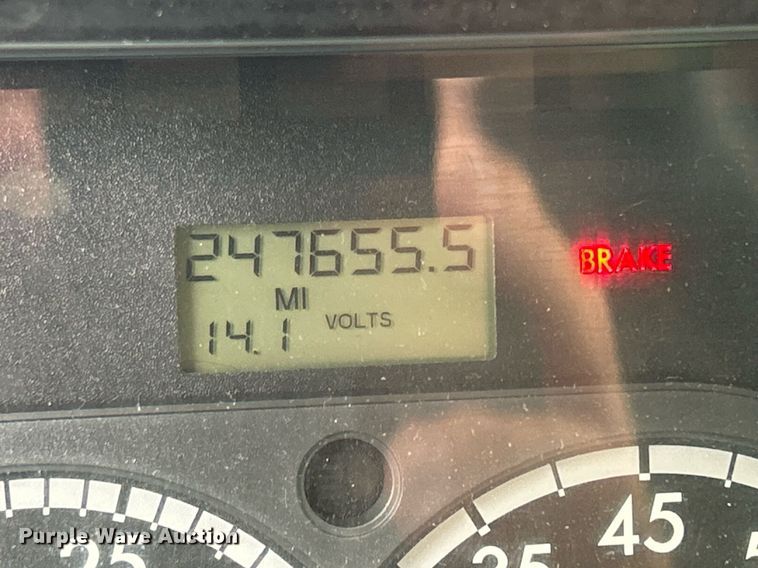 247655.5
MI
14.1 VOLTS
BRAKE
45
Purple Wave Auction